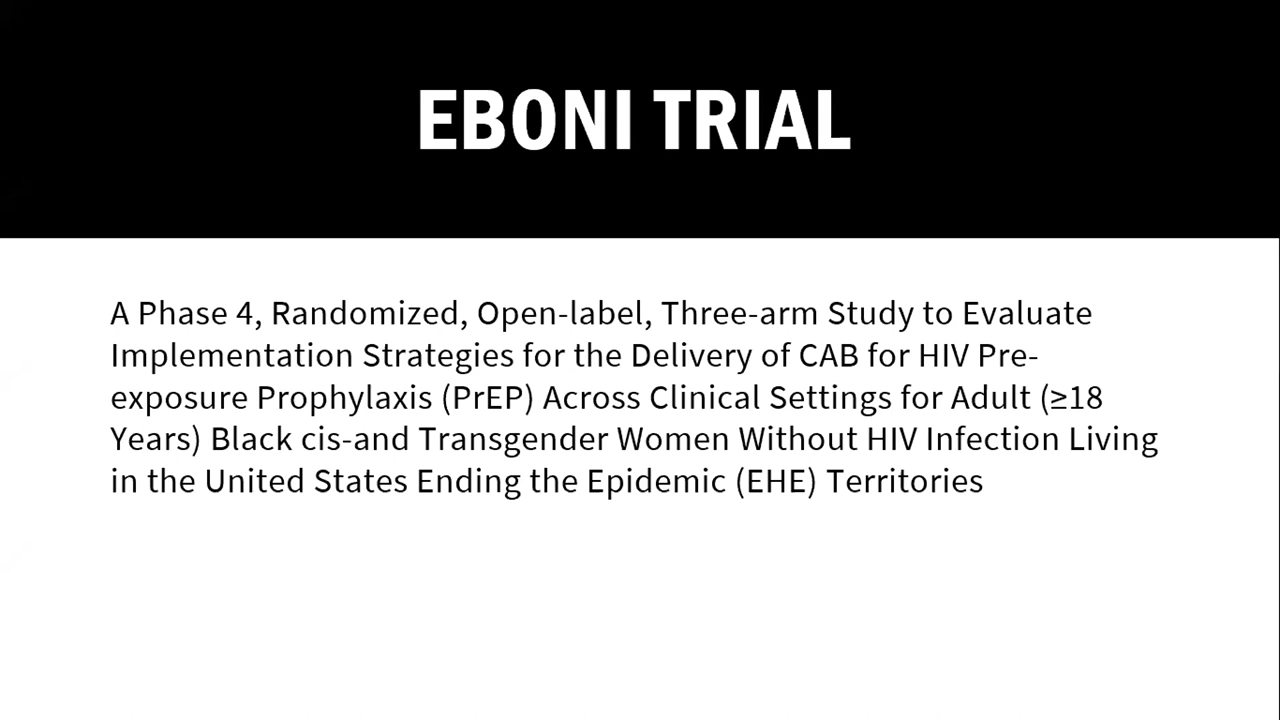 EBONI TRIAL
A Phase 4, Randomized, Open-label, Three-arm Study to Evaluate
Implementation Strategies for the Delivery of CAB for HIV Pre-
exposure Prophylaxis (PrEP) Across Clinical Settings for Adult (≥18
Years) Black cis-and Transgender Women Without HIV Infection Living
in the United States Ending the Epidemic (EHE) Territories